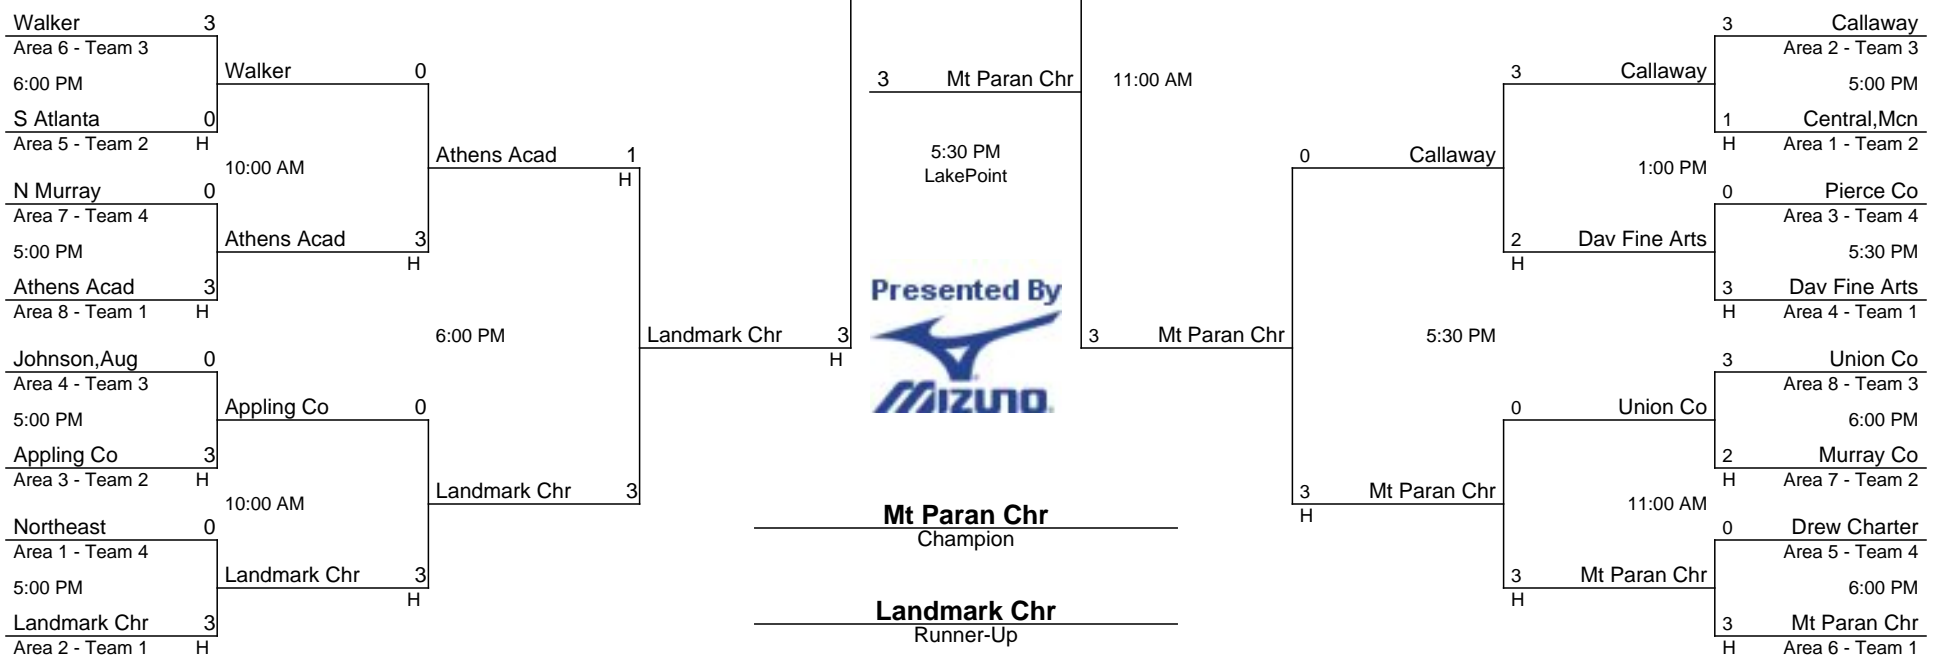 Walker 3
Area 6 - Team 3
6:00 PM
S Atlanta 0
Area 5 - Team 2 H
N Murray 0
Area 7 - Team 4
5:00 PM
Athens Acad 3
Area 8 - Team 1 H
Johnson,Aug 0
Area 4 - Team 3
5:00 PM
Appling Co 3
Area 3 - Team 2 H
Northeast 0
Area 1 - Team 4
5:00 PM
Landmark Chr 3
Area 2 - Team 1 H
Walker 0
10:00 AM
Athens Acad 3
H
Appling Co 0
10:00 AM
Landmark Chr 3
H
Athens Acad 1
H
6:00 PM
Landmark Chr 3
Landmark Chr 3
H
3 Mt Paran Chr
5:30 PM
LakePoint
Presented By
MIZUNO
Mt Paran Chr
Champion
Landmark Chr
Runner-Up
11:00 AM
3 Mt Paran Chr
0 Callaway
5:30 PM
3 Mt Paran Chr
H
3 Callaway
1:00 PM
2 Dav Fine Arts
H
0 Union Co
11:00 AM
3 Mt Paran Chr
H
3 Callaway
Area 2 - Team 3
5:00 PM
1 Central,Mcn
H Area 1 - Team 2
0 Pierce Co
Area 3 - Team 4
5:30 PM
3 Dav Fine Arts
H Area 4 - Team 1
3 Union Co
Area 8 - Team 3
6:00 PM
2 Murray Co
H Area 7 - Team 2
0 Drew Charter
Area 5 - Team 4
6:00 PM
3 Mt Paran Chr
H Area 6 - Team 1